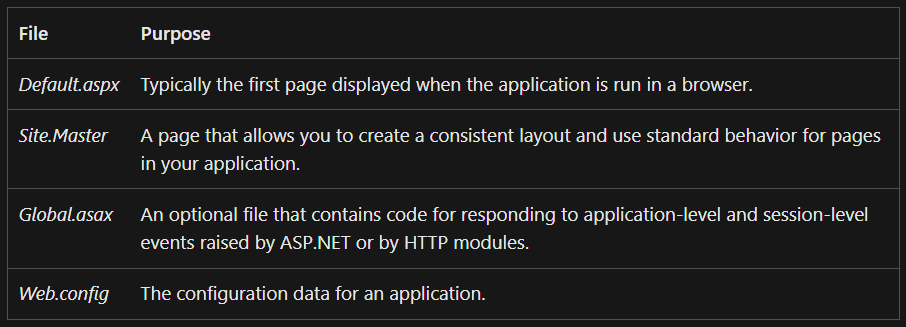 File Purpose
Default.aspx Typically the first page displayed when the application is run in a browser.
Site.Master A page that allows you to create a consistent layout and use standard behavior for pages
in your application.
Global.asax An optional file that contains code for responding to application-level and session-level
events raised by ASP.NET or by HTTP modules.
Web.config The configuration data for an application.